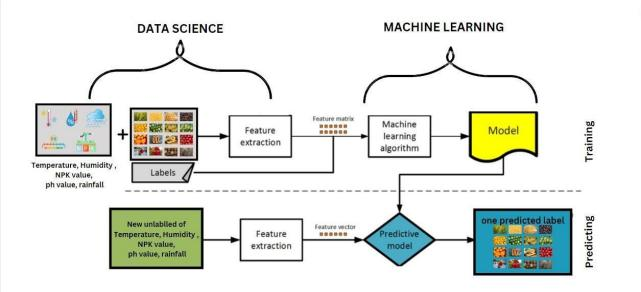 DATA SCIENCE
MACHINE LEARNING
Temperature, Humidity ,
NPK value,
ph value, rainfall
+
Labels
Feature
extraction
Feature matrix
Machine
learning
algorithm
Model
Training
New unlablled of
Temperature, Humidity ,
NPK value,
ph value, rainfall
Feature
extraction
Feature vector
Predictive
model
one predicted label
Predicting